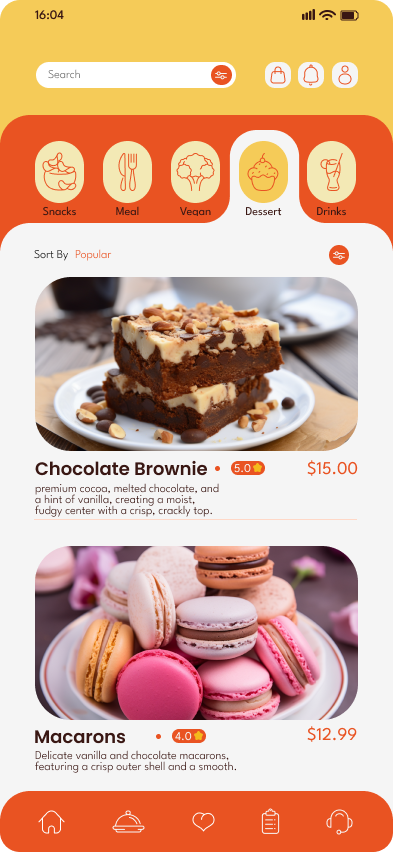 16:04
Search
Snacks Meal Vegan Dessert Drinks
Sort By Popular
Chocolate Brownie • 5.0 $15.00
premium cocoa, melted chocolate, and
a hint of vanilla, creating a moist,
fudgy center with a crisp, crackly top.
Macarons • 4.0 $12.99
Delicate vanilla and chocolate macarons,
featuring a crisp outer shell and a smooth.